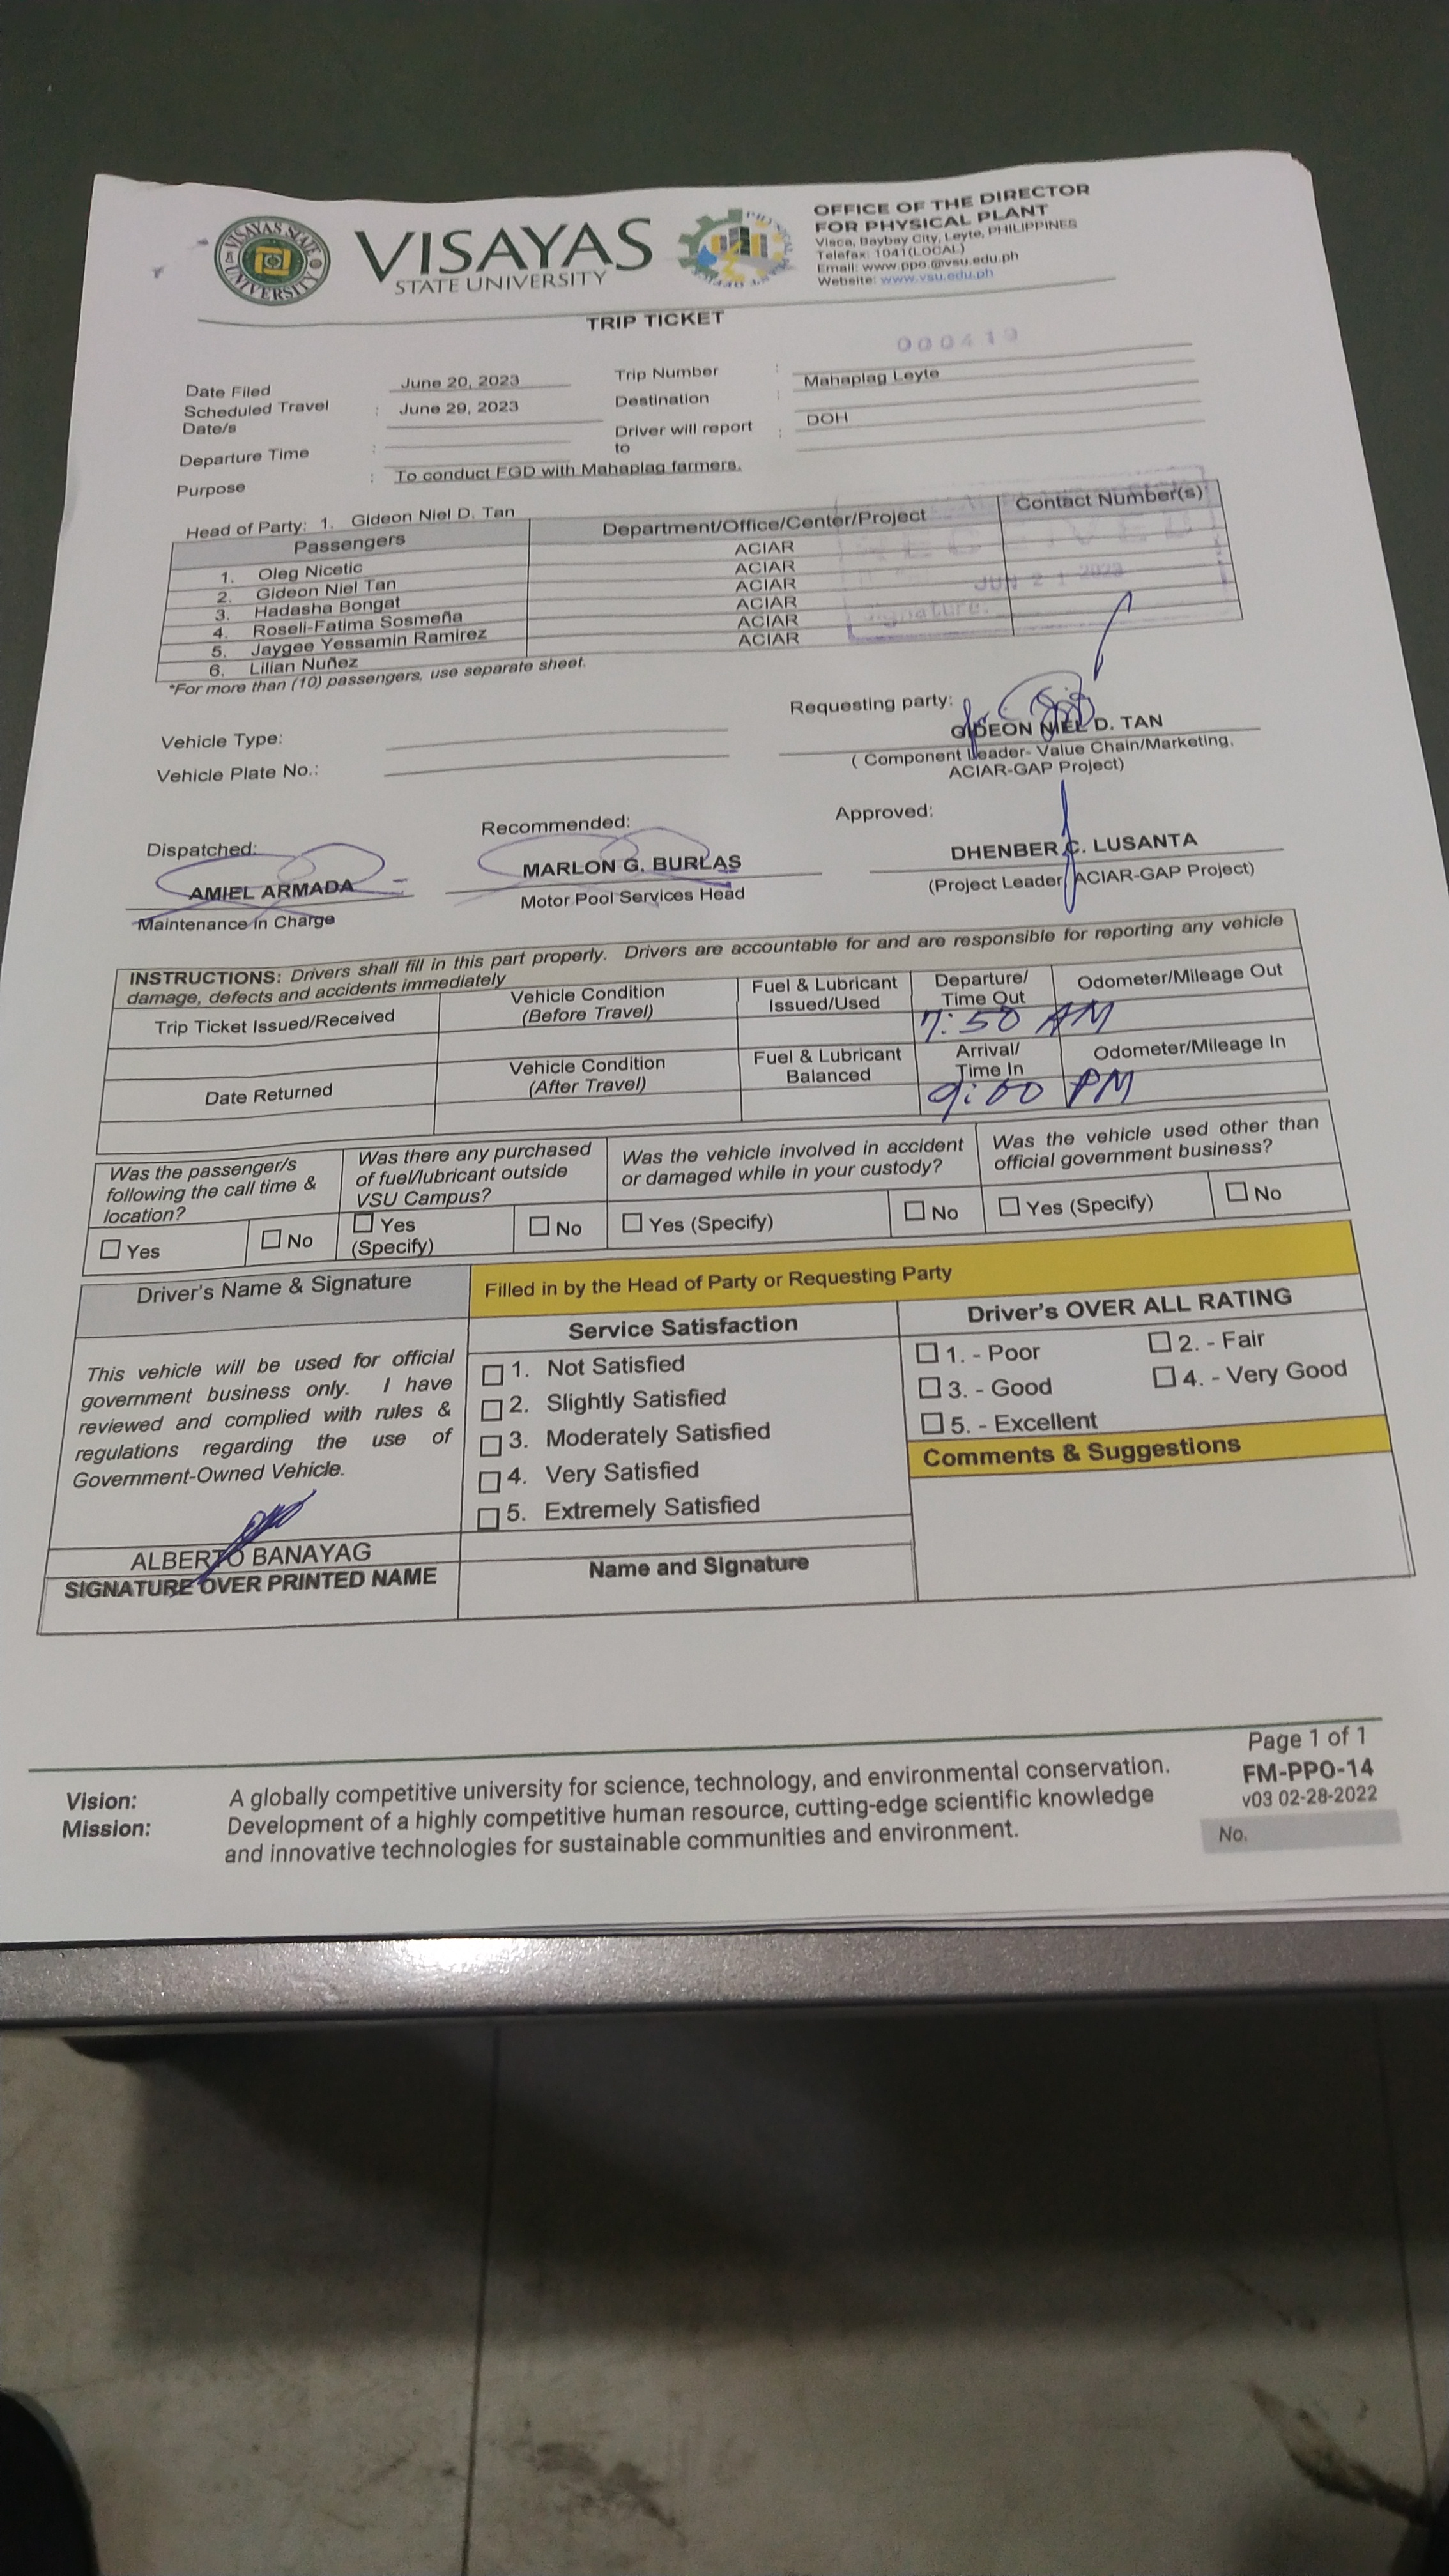 VISAYAS
STATE UNIVERSITY
VISAYAS STATE UNIVERSITY
OFFICE OF THE DIRECTOR
FOR PHYSICAL PLANT
Visca, Baybay City, Leyte, PHILIPPINES
Telefax: 1041(LOCAL)
Email: www.ppo.@vsu.edu.ph
Website: www.vsu.edu.ph
TRIP TICKET
000419
Date Filed June 20, 2023 Trip Number :
Scheduled Travel Date/s : June 29, 2023 Destination : Mahaplag Leyte
Departure Time : Driver will report to : DOH
Purpose : To conduct FGD with Mahaplag farmers.
Head of Party: 1. Gideon Niel D. Tan
Passengers Department/Office/Center/Project Contact Number(s)
1. Oleg Nicetic ACIAR
2. Gideon Niel Tan ACIAR
3. Hadasha Bongat ACIAR
4. Roseli-Fatima Sosmeña ACIAR
5. Jaygee Yessamin Ramirez ACIAR
6. Lilian Nuñez ACIAR
RECEIVED
JUN 21 2023
Signature:
*For more than (10) passengers, use separate sheet.
Requesting party:
GIDEON NIEL D. TAN
( Component Leader- Value Chain/Marketing,
ACIAR-GAP Project)
Vehicle Type:
Vehicle Plate No.:
Dispatched: Recommended: Approved:
AMIEL ARMADA MARLON G. BURLAS DHENBER C. LUSANTA
Maintenance In Charge Motor Pool Services Head (Project Leader ACIAR-GAP Project)
INSTRUCTIONS: Drivers shall fill in this part properly. Drivers are accountable for and are responsible for reporting any vehicle
damage, defects and accidents immediately
Trip Ticket Issued/Received Vehicle Condition (Before Travel) Fuel & Lubricant Issued/Used Departure/ Time Out Odometer/Mileage Out
7:50 AM
Date Returned Vehicle Condition (After Travel) Fuel & Lubricant Balanced Arrival/ Time In Odometer/Mileage In
9:00 PM
Was the passenger/s following the call time & location?
Yes No
Was there any purchased of fuel/lubricant outside VSU Campus?
Yes (Specify) No
Was the vehicle involved in accident or damaged while in your custody?
Yes (Specify) No
Was the vehicle used other than official government business?
Yes (Specify) No
Driver's Name & Signature
This vehicle will be used for official
government business only. I have
reviewed and complied with rules &
regulations regarding the use of
Government-Owned Vehicle.
ALBERTO BANAYAG
SIGNATURE OVER PRINTED NAME
Filled in by the Head of Party or Requesting Party
Service Satisfaction
1. Not Satisfied
2. Slightly Satisfied
3. Moderately Satisfied
4. Very Satisfied
5. Extremely Satisfied
Name and Signature
Driver's OVER ALL RATING
1. - Poor 2. - Fair
3. - Good 4. - Very Good
5. - Excellent
Comments & Suggestions
Page 1 of 1
FM-PPO-14
v03 02-28-2022
No.
Vision: A globally competitive university for science, technology, and environmental conservation.
Mission: Development of a highly competitive human resource, cutting-edge scientific knowledge
and innovative technologies for sustainable communities and environment.